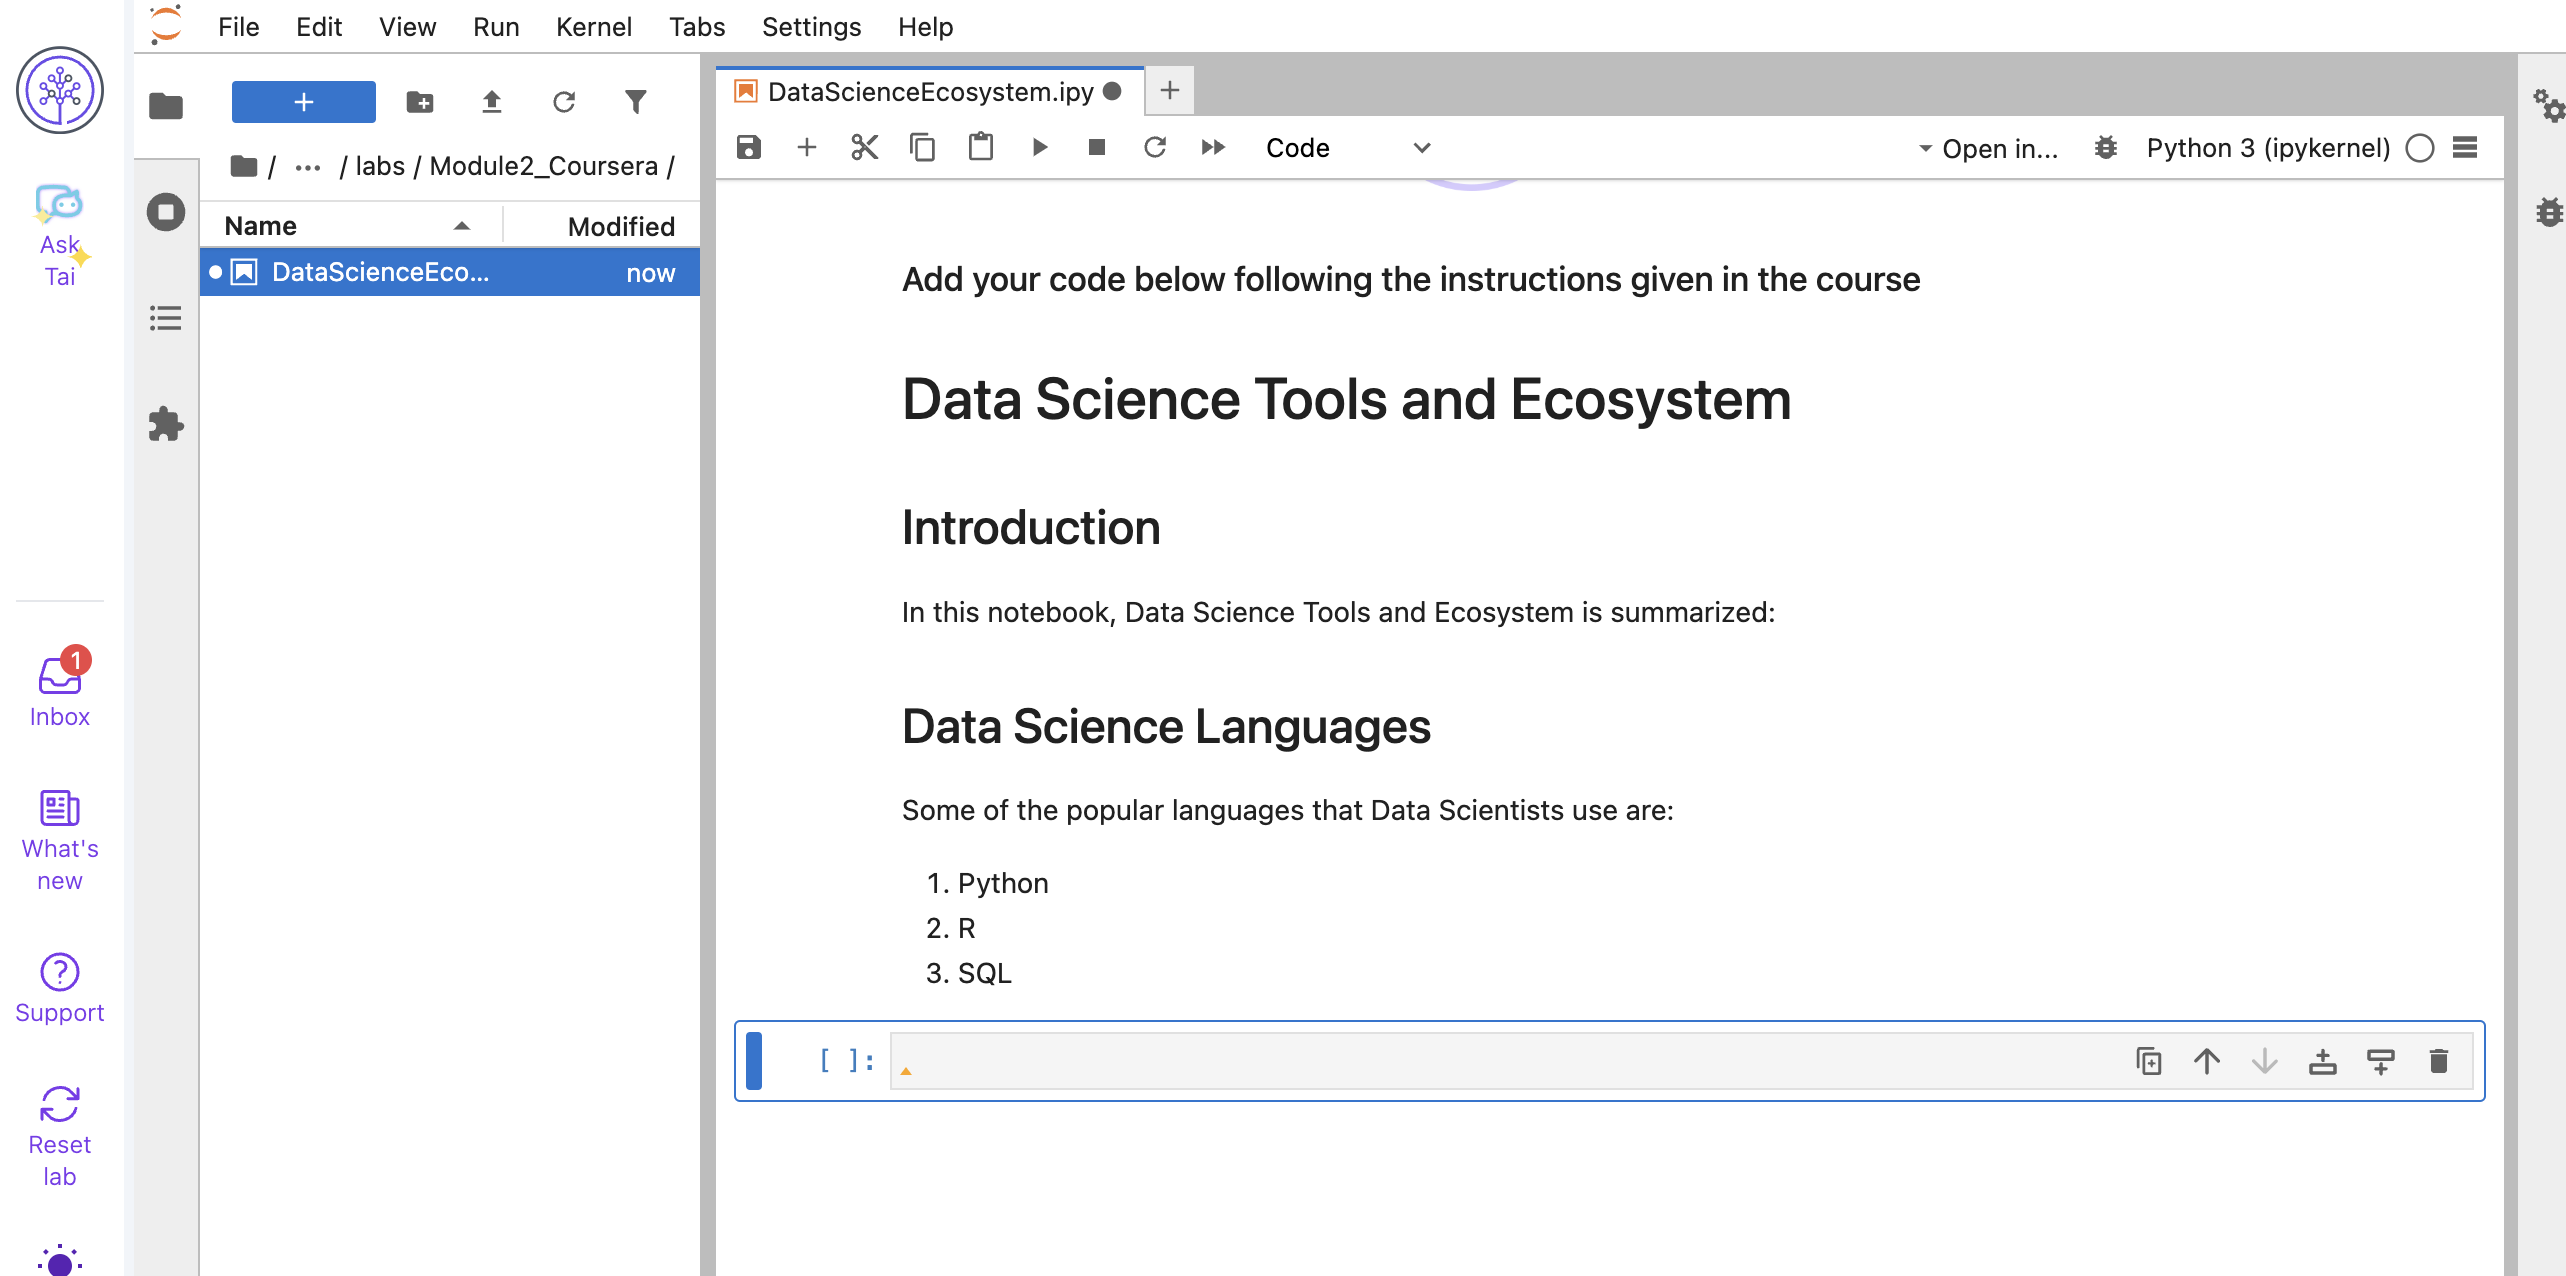 File Edit View Run Kernel Tabs Settings Help
Ask
Tai
1
Inbox
What's
new
Support
Reset
lab
/ ... / labs / Module2_Coursera /
Name Modified
DataScienceEco... now
DataScienceEcosystem.ipy
Code
Open in...
Python 3 (ipykernel)
Add your code below following the instructions given in the course
Data Science Tools and Ecosystem
Introduction
In this notebook, Data Science Tools and Ecosystem is summarized:
Data Science Languages
Some of the popular languages that Data Scientists use are:
1. Python
2. R
3. SQL
[ ]: